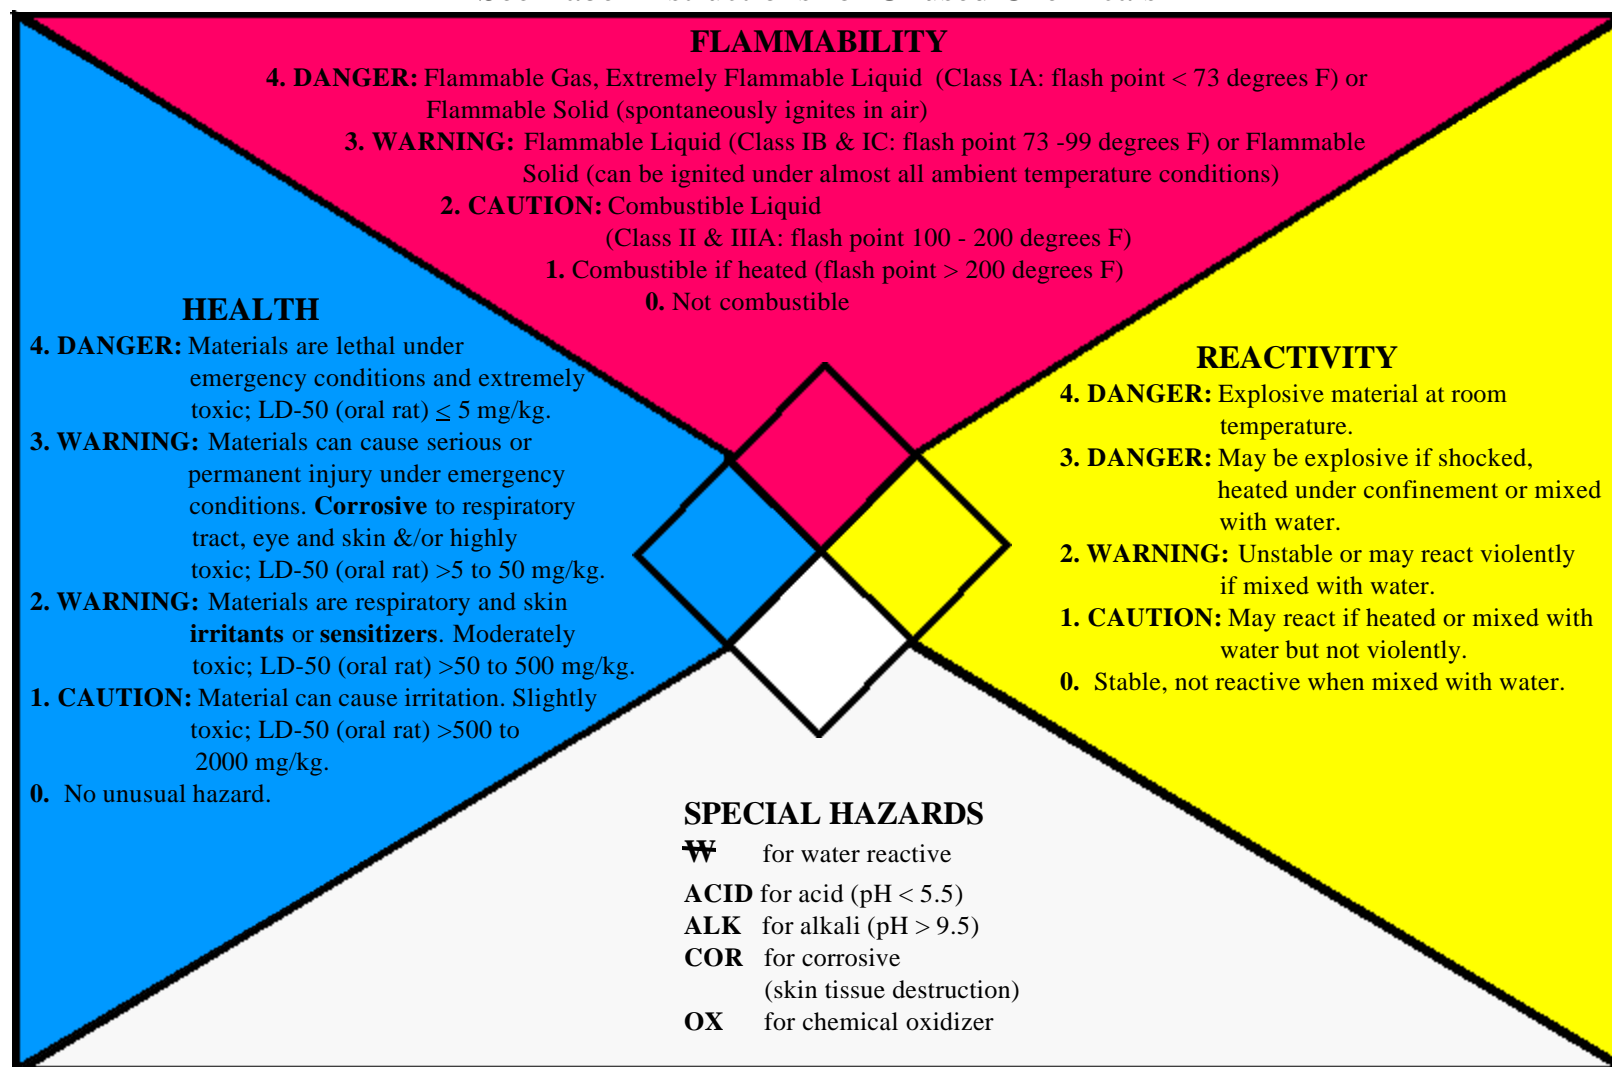 FLAMMABILITY
4. DANGER: Flammable Gas, Extremely Flammable Liquid (Class IA: flash point < 73 degrees F) or
Flammable Solid (spontaneously ignites in air)
3. WARNING: Flammable Liquid (Class IB & IC: flash point 73 -99 degrees F) or Flammable
Solid (can be ignited under almost all ambient temperature conditions)
2. CAUTION: Combustible Liquid
(Class II & IIIA: flash point 100 - 200 degrees F)
1. Combustible if heated (flash point > 200 degrees F)
0. Not combustible
HEALTH
4. DANGER: Materials are lethal under
emergency conditions and extremely
toxic; LD-50 (oral rat) ≤ 5 mg/kg.
3. WARNING: Materials can cause serious or
permanent injury under emergency
conditions. Corrosive to respiratory
tract, eye and skin &/or highly
toxic; LD-50 (oral rat) >5 to 50 mg/kg.
2. WARNING: Materials are respiratory and skin
irritants or sensitizers. Moderately
toxic; LD-50 (oral rat) >50 to 500 mg/kg.
1. CAUTION: Material can cause irritation. Slightly
toxic; LD-50 (oral rat) >500 to
2000 mg/kg.
0. No unusual hazard.
REACTIVITY
4. DANGER: Explosive material at room
temperature.
3. DANGER: May be explosive if shocked,
heated under confinement or mixed
with water.
2. WARNING: Unstable or may react violently
if mixed with water.
1. CAUTION: May react if heated or mixed with
water but not violently.
0. Stable, not reactive when mixed with water.
SPECIAL HAZARDS
W for water reactive
ACID for acid (pH < 5.5)
ALK for alkali (pH > 9.5)
COR for corrosive
(skin tissue destruction)
OX for chemical oxidizer